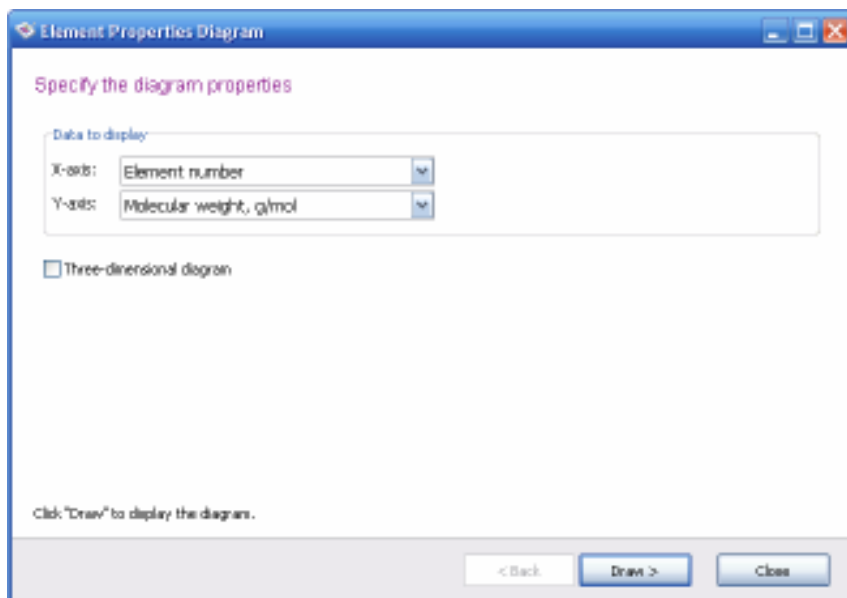 Element Properties Diagram
Specify the diagram properties
Data to display
X-axis: Element number
Y-axis: Molecular weight, g/mol
Three-dimensional diagram
Click "Draw" to display the diagram.
< Back Draw > Close